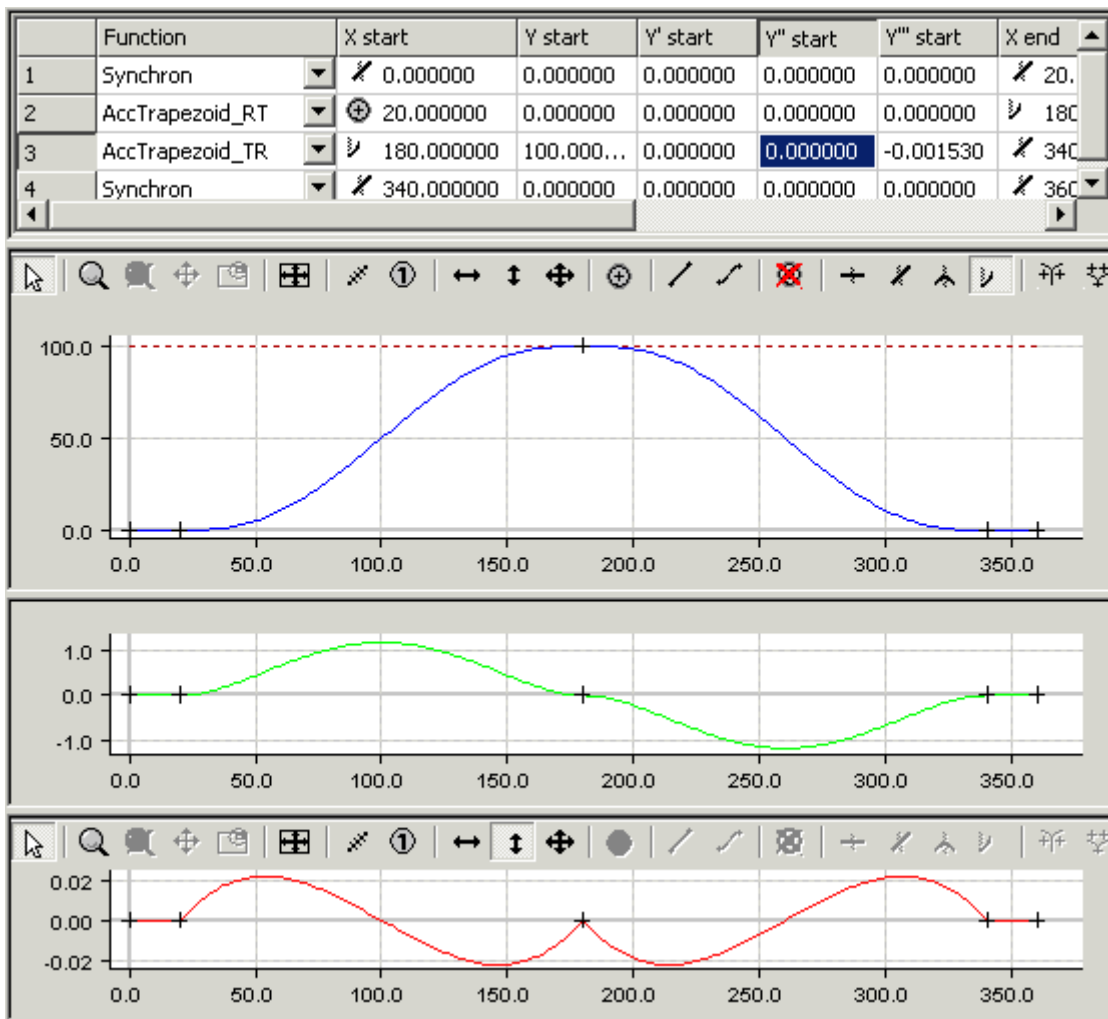 Function X start Y start Y' start Y'' start Y''' start X end
1 Synchron 0.000000 0.000000 0.000000 0.000000 0.000000 20.
2 AccTrapezoid_RT 20.000000 0.000000 0.000000 0.000000 0.000000 180
3 AccTrapezoid_TR 180.000000 100.000... 0.000000 0.000000 -0.001530 340
4 Synchron 340.000000 0.000000 0.000000 0.000000 0.000000 360
1
100.0
50.0
0.0
0.0 50.0 100.0 150.0 200.0 250.0 300.0 350.0
1.0
0.0
-1.0
0.0 50.0 100.0 150.0 200.0 250.0 300.0 350.0
1
0.02
0.00
-0.02
0.0 50.0 100.0 150.0 200.0 250.0 300.0 350.0